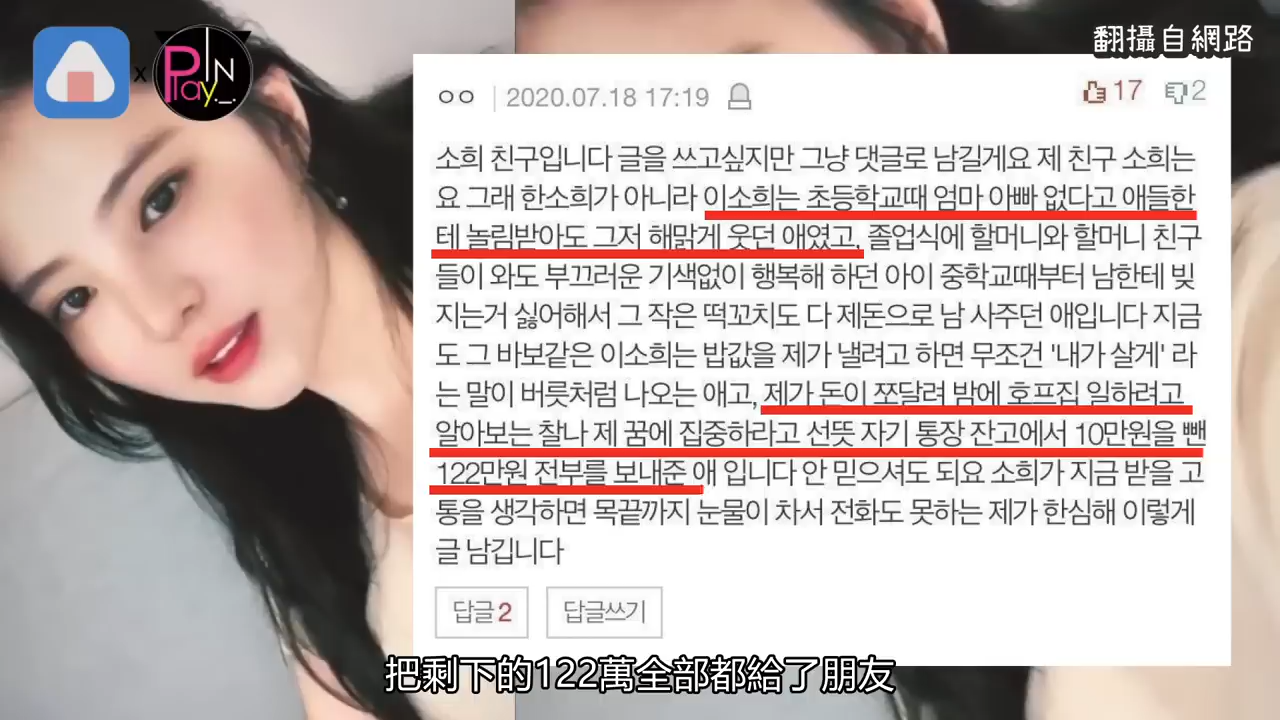 翻攝自網路
x
PlayIN
ㅇㅇ 2020.07.18 17:19 17 2
소희 친구입니다 글을 쓰고싶지만 그냥 댓글로 남길게요 제 친구 소희는
요 그래 한소희가 아니라 이소희는 초등학교때 엄마 아빠 없다고 애들한
테 놀림받아도 그저 해맑게 웃던 애였고, 졸업식에 할머니와 할머니 친구
들이 와도 부끄러운 기색없이 행복해 하던 아이 중학교때부터 남한테 빚
지는거 싫어해서 그 작은 떡꼬치도 다 제돈으로 남 사주던 애입니다 지금
도 그 바보같은 이소희는 밥값을 제가 낼려고 하면 무조건 '내가 살게' 라
는 말이 버릇처럼 나오는 애고, 제가 돈이 쪼달려 밤에 호프집 일하려고
알아보는 찰나 제 꿈에 집중하라고 선뜻 자기 통장 잔고에서 10만원을 뺀
122만원 전부를 보내준 애 입니다 안 믿으셔도 되요 소희가 지금 받을 고
통을 생각하면 목끝까지 눈물이 차서 전화도 못하는 제가 한심해 이렇게
글 남깁니다
답글 2 답글쓰기
把剩下的122萬全部都給了朋友